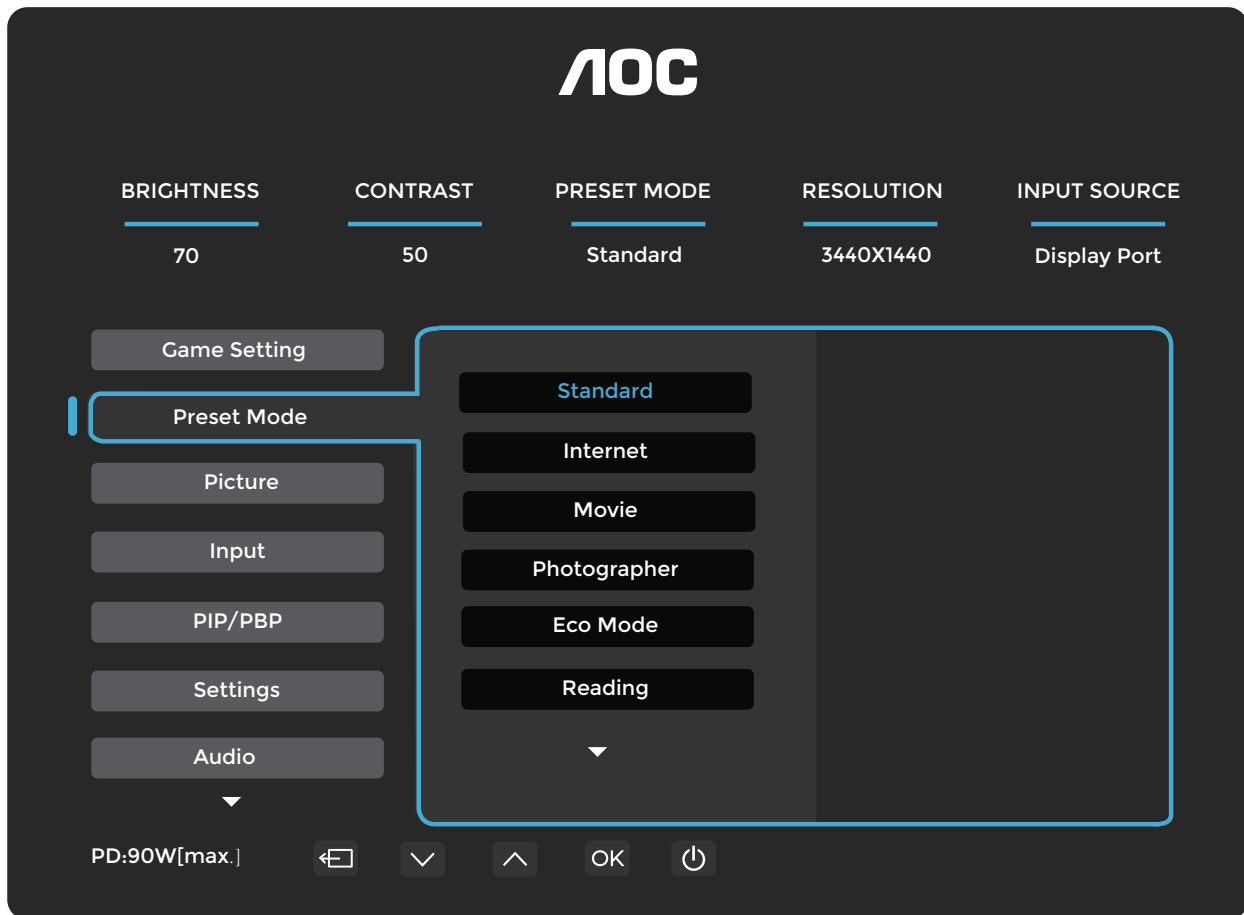 AOC
BRIGHTNESS CONTRAST PRESET MODE RESOLUTION INPUT SOURCE
70 50 Standard 3440X1440 Display Port
Game Setting
Preset Mode
Picture
Input
PIP/PBP
Settings
Audio
Standard
Internet
Movie
Photographer
Eco Mode
Reading
PD:90W[max.] OK